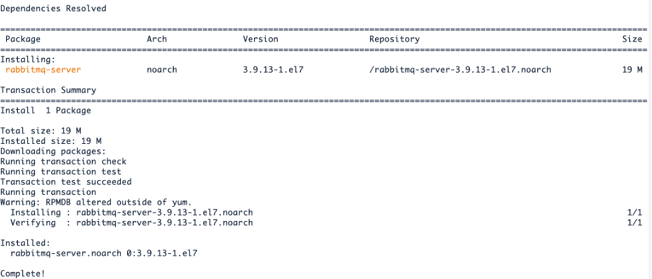 Dependencies Resolved
================================================================================
Package Arch Version Repository Size
================================================================================
Installing:
rabbitmq-server noarch 3.9.13-1.el7 /rabbitmq-server-3.9.13-1.el7.noarch 19 M
Transaction Summary
================================================================================
Install 1 Package
Total size: 19 M
Installed size: 19 M
Downloading packages:
Running transaction check
Running transaction test
Transaction test succeeded
Running transaction
Warning: RPMDB altered outside of yum.
Installing : rabbitmq-server-3.9.13-1.el7.noarch 1/1
Verifying : rabbitmq-server-3.9.13-1.el7.noarch 1/1
Installed:
rabbitmq-server.noarch 0:3.9.13-1.el7
Complete!